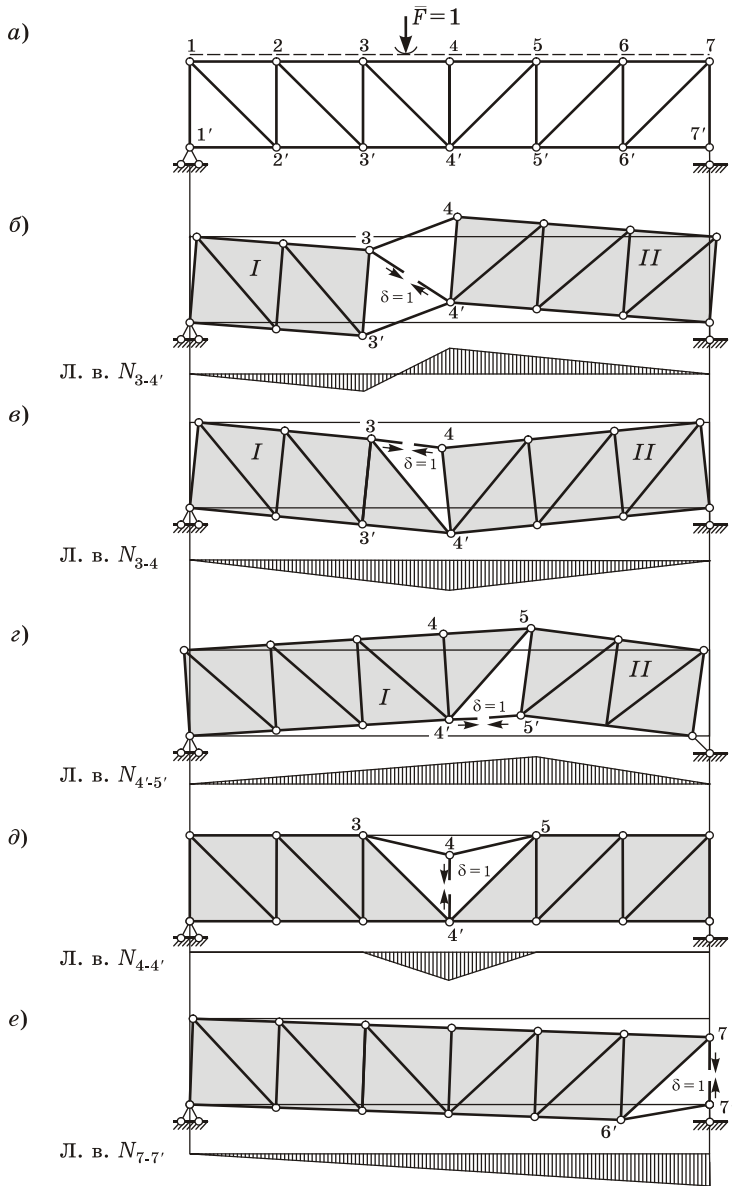 а)
F̅=1
1 2 3 4 5 6 7
1′ 7′
2′ 3′ 4′ 5′ 6′
б)
4
3
I II
δ=1
4′
3′
Л. в. N3-4′
в)
3
4
I II
δ=1
3′ 4′
Л. в. N3-4
г)
4 5
I II
δ=1
4′ 5′
Л. в. N4′-5′
д)
3 4 5
δ=1
4′
Л. в. N4-4′
е)
7
δ=1
7
6′
Л. в. N7-7′